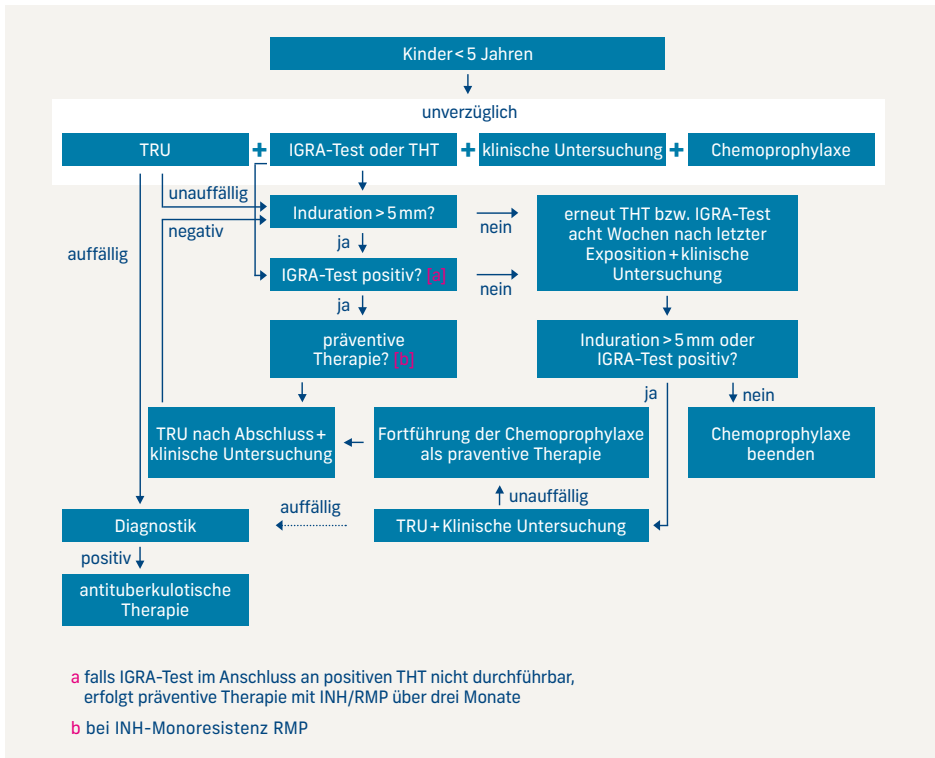 Kinder < 5 Jahren
unverzüglich
TRU + IGRA-Test oder THT + klinische Untersuchung + Chemoprophylaxe
unauffällig
Induration > 5 mm?
nein
erneut THT bzw. IGRA-Test
acht Wochen nach letzter
Exposition + klinische
Untersuchung
negativ
auffällig
ja
IGRA-Test positiv? [a]
nein
ja
präventive
Therapie? [b]
Induration > 5 mm oder
IGRA-Test positiv?
ja
nein
TRU nach Abschluss +
klinische Untersuchung
Fortführung der Chemoprophylaxe
als praventive Therapie
Chemoprophylaxe
beenden
unauffällig
auffällig
Diagnostik
TRU + Klinische Untersuchung
positiv
antituberkulotische
Therapie
a falls IGRA-Test im Anschluss an positiven THT nicht durchführbar,
erfolgt präventive Therapie mit INH/RMP über drei Monate
b bei INH-Monoresistenz RMP